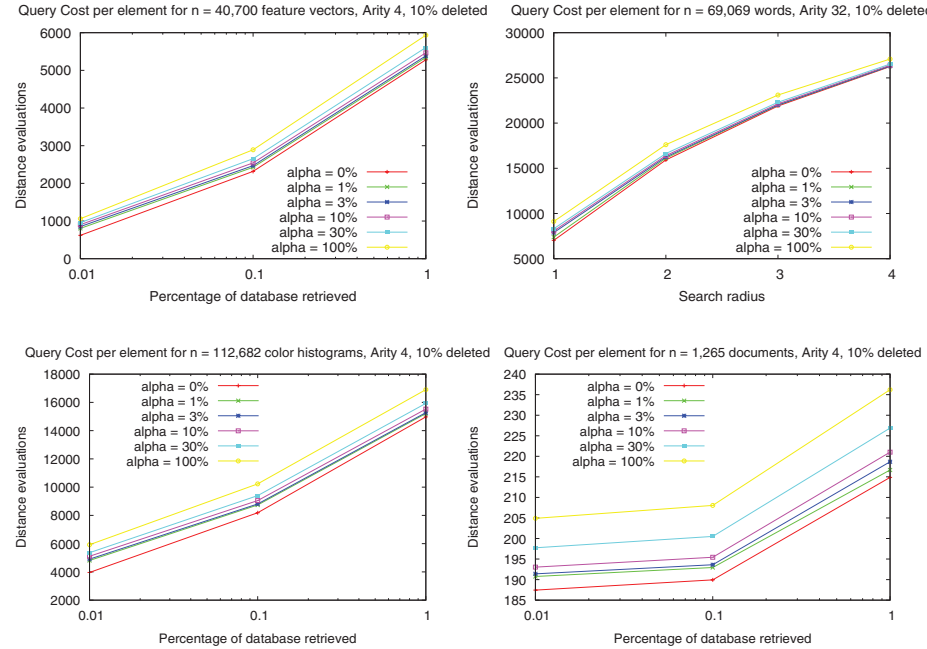 Query Cost per element for n = 40,700 feature vectors, Arity 4, 10% deleted
6000
5000
4000
3000
2000
1000
0
Distance evaluations
alpha = 0%
alpha = 1%
alpha = 3%
alpha = 10%
alpha = 30%
alpha = 100%
0.01
0.1
1
Percentage of database retrieved
Query Cost per element for n = 69,069 words, Arity 32, 10% deleted
30000
25000
20000
15000
10000
5000
Distance evaluations
alpha = 0%
alpha = 1%
alpha = 3%
alpha = 10%
alpha = 30%
alpha = 100%
1
2
3
4
Search radius
Query Cost per element for n = 112,682 color histograms, Arity 4, 10% deleted
18000
16000
14000
12000
10000
8000
6000
4000
2000
Distance evaluations
alpha = 0%
alpha = 1%
alpha = 3%
alpha = 10%
alpha = 30%
alpha = 100%
0.01
0.1
1
Percentage of database retrieved
Query Cost per element for n = 1,265 documents, Arity 4, 10% deleted
240
235
230
225
220
215
210
205
200
195
190
185
Distance evaluations
alpha = 0%
alpha = 1%
alpha = 3%
alpha = 10%
alpha = 30%
alpha = 100%
0.01
0.1
1
Percentage of database retrieved